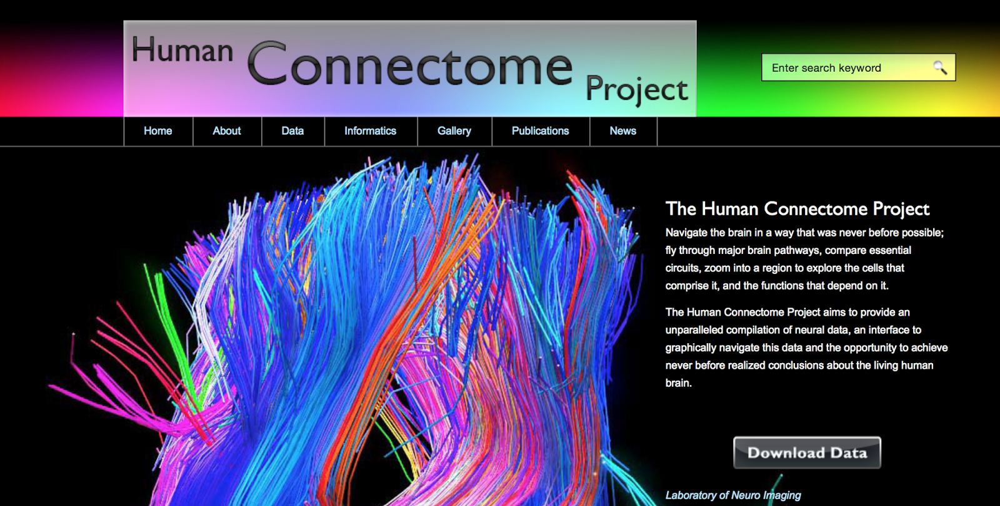 Human Connectome Project
Enter search keyword
Home About Data Informatics Gallery Publications News
The Human Connectome Project
Navigate the brain in a way that was never before possible;
fly through major brain pathways, compare essential
circuits, zoom into a region to explore the cells that
comprise it, and the functions that depend on it.
The Human Connectome Project aims to provide an
unparalleled compilation of neural data, an interface to
graphically navigate this data and the opportunity to achieve
never before realized conclusions about the living human
brain.
Download Data
Laboratory of Neuro Imaging